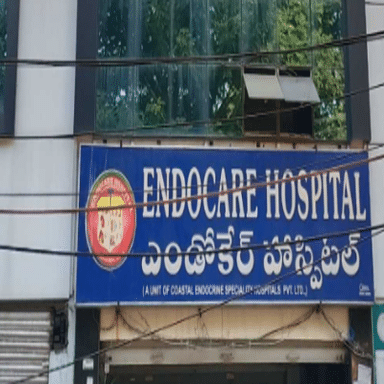 ENDOCARE HOSPITAL
ఎండోకేర్ హాస్పిటల్
(A UNIT OF COASTAL ENDOCRINE SPECIALITY HOSPITALS PVT. LTD.,)